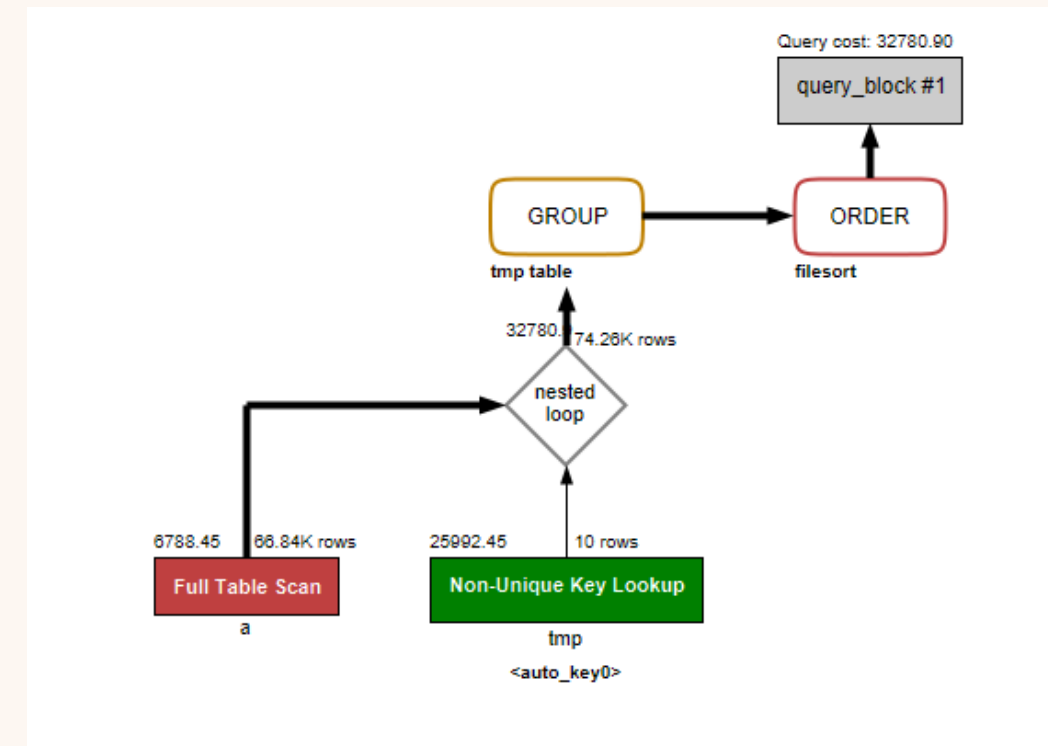 Query cost: 32780.90
query_block #1
GROUP
ORDER
tmp table
filesort
32780.
74.26K rows
nested
loop
6788.45
66.84K rows
25992.45
10 rows
Full Table Scan
Non-Unique Key Lookup
a
tmp
<auto_key0>